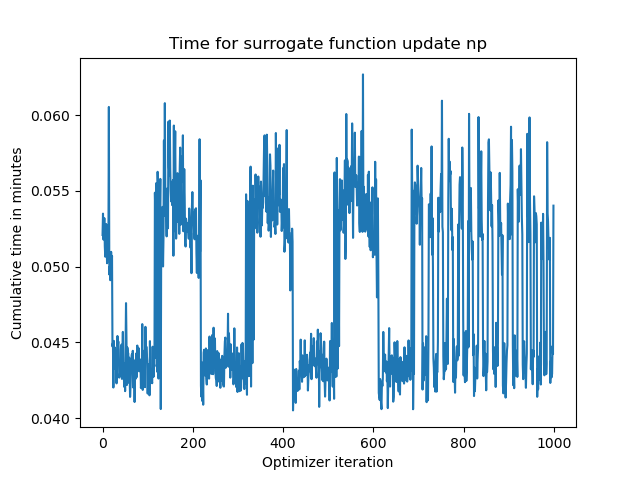 Time for surrogate function update np
0.060
0.055
0.050
0.045
0.040
Cumulative time in minutes
0 200 400 600 800 1000
Optimizer iteration